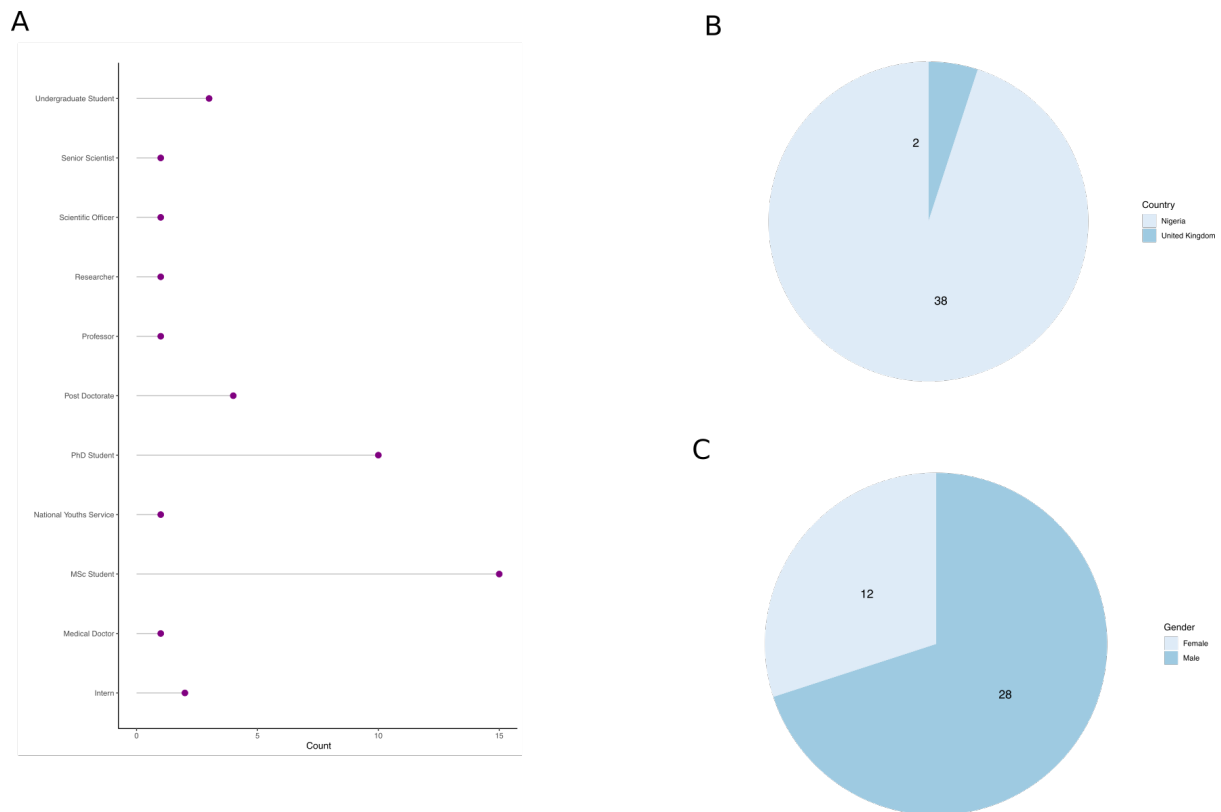 A
Undergraduate Student
Senior Scientist
Scientific Officer
Researcher
Professor
Post Doctorate
PhD Student
National Youths Service
MSc Student
Medical Doctor
Intern
0 5 10 15
Count
B
2
38
Country
Nigeria
United Kingdom
C
12
28
Gender
Female
Male